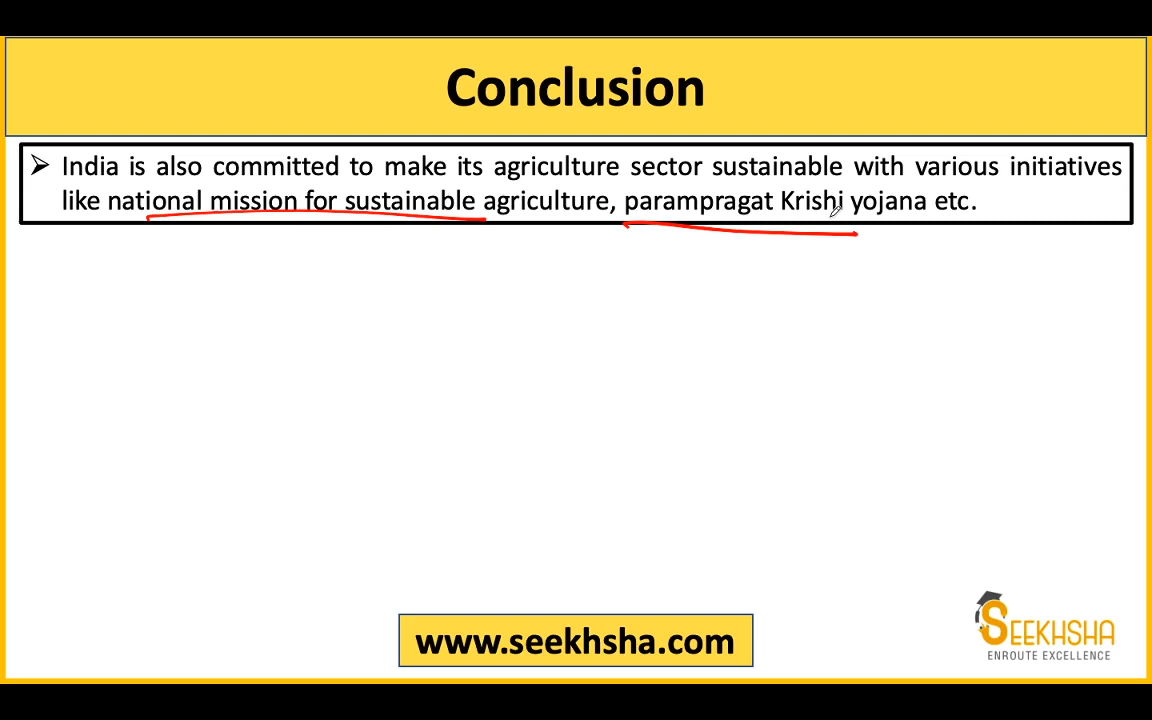 Conclusion
➢ India is also committed to make its agriculture sector sustainable with various initiatives
like national mission for sustainable agriculture, parampragat Krishi yojana etc.
www.seekhsha.com
SEEKHSHA
ENROUTE EXCELLENCE